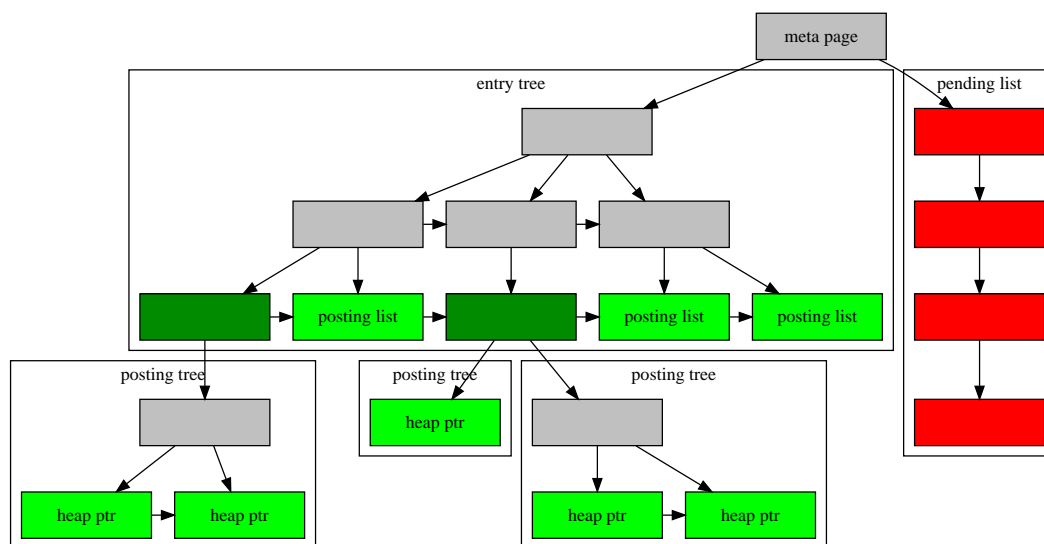 meta page
entry tree
pending list
posting list
posting list
posting list
posting tree
posting tree
posting tree
heap ptr
heap ptr
heap ptr
heap ptr
heap ptr